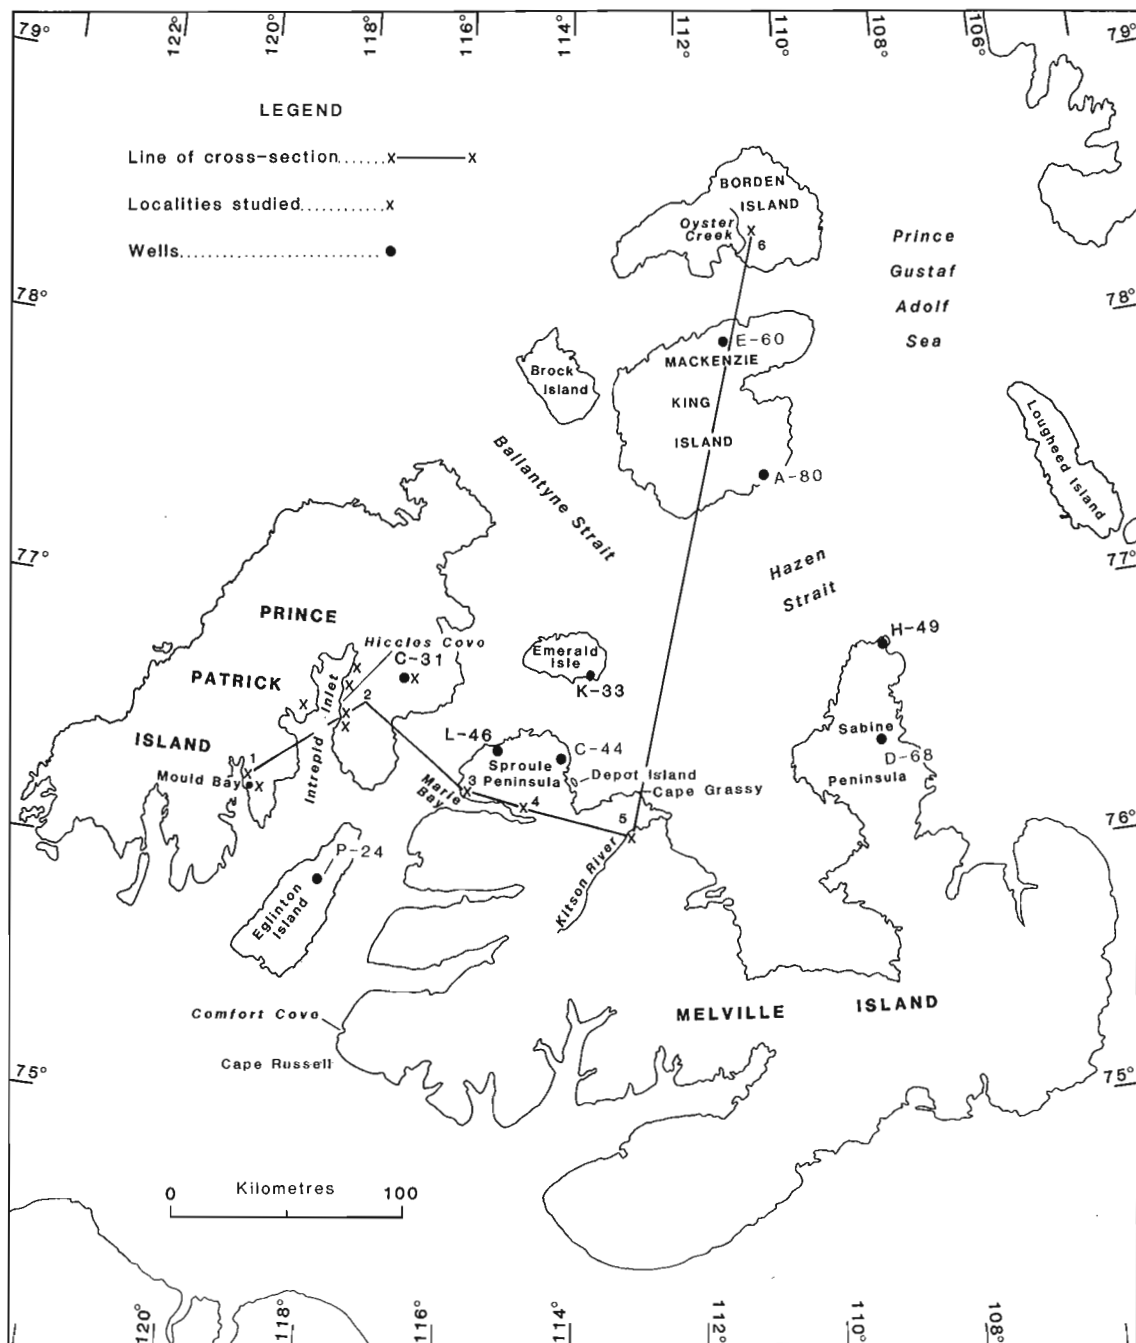 79°
122°
120°
118°
116°
114°
112°
110°
108°
106°
79°
LEGEND
Line of cross-section......x——x
Localities studied............x
Wells............................●
BORDEN
ISLAND
Oyster
Creek
x
6
Prince
Gustaf
Adolf
Sea
78°
78°
E-60
MACKENZIE
KING
ISLAND
A-80
Brock
Island
Lougheed Island
Ballantyne Strait
77°
77°
Hazen
Strait
PRINCE
PATRICK
ISLAND
Hiccles Covo
C-31
x
Intrepid Inlet
x
x
x
x
x
2
Emerald
Isle
K-33
H-49
L-46
C-44
Sproule
Peninsula
Depot Island
Cape Grassy
Sabine
D-68
Peninsula
1
x
Mould Bay
x
Marie
Bay
3
x
x
4
5
x
76°
76°
P-24
Eglinton
Island
Kitson River
Comfort Covo
Cape Russell
MELVILLE ISLAND
75°
75°
0 Kilometres 100
120°
118°
116°
114°
112°
110°
108°